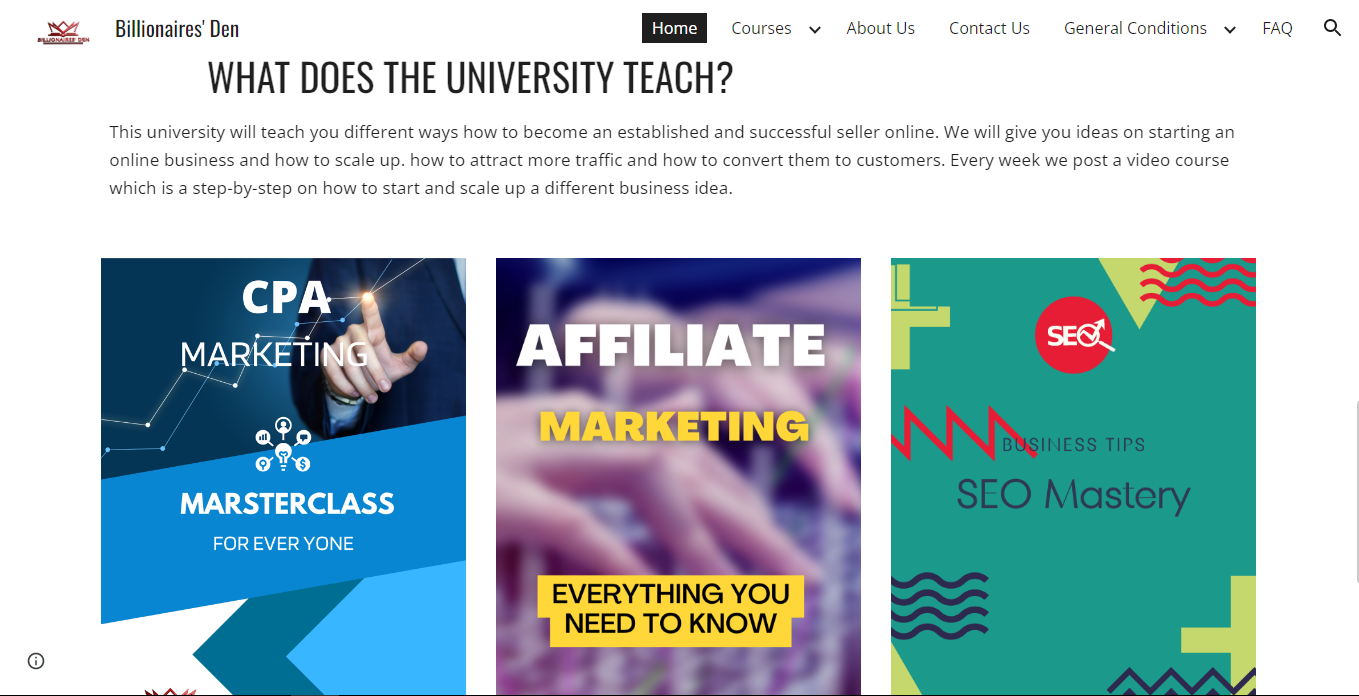 BILLIONAIRES' DEN
Billionaires' Den
Home
Courses
About Us
Contact Us
General Conditions
FAQ
WHAT DOES THE UNIVERSITY TEACH?
This university will teach you different ways how to become an established and successful seller online. We will give you ideas on starting an
online business and how to scale up. how to attract more traffic and how to convert them to customers. Every week we post a video course
which is a step-by-step on how to start and scale up a different business idea.
CPA
MARKETING
MARSTERCLASS
FOR EVER YONE
AFFILIATE
MARKETING
EVERYTHING YOU
NEED TO KNOW
SEO
BUSINESS TIPS
SEO Mastery